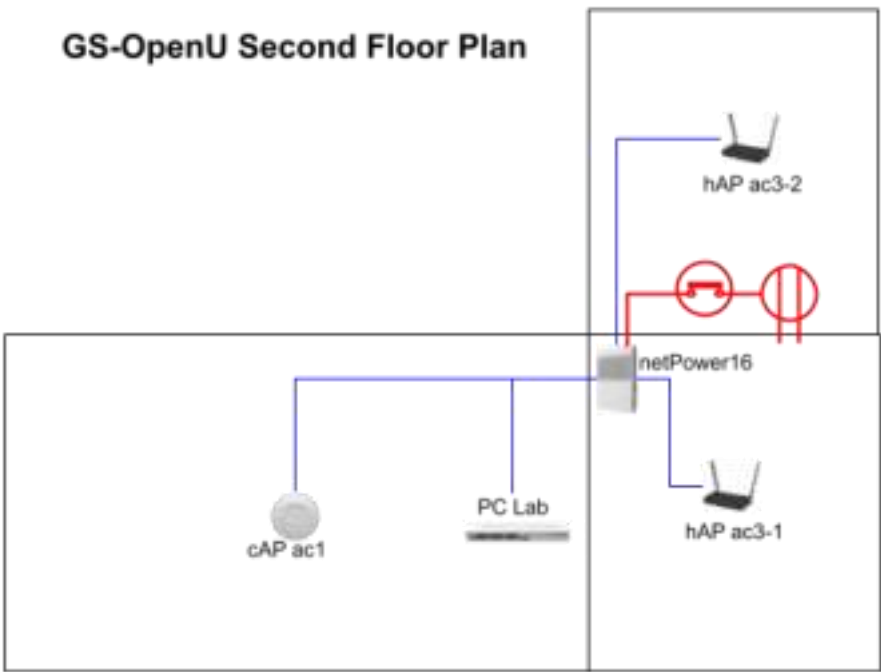 GS-OpenU Second Floor Plan
hAP ac3-2
netPower16
PC Lab
hAP ac3-1
cAP ac1